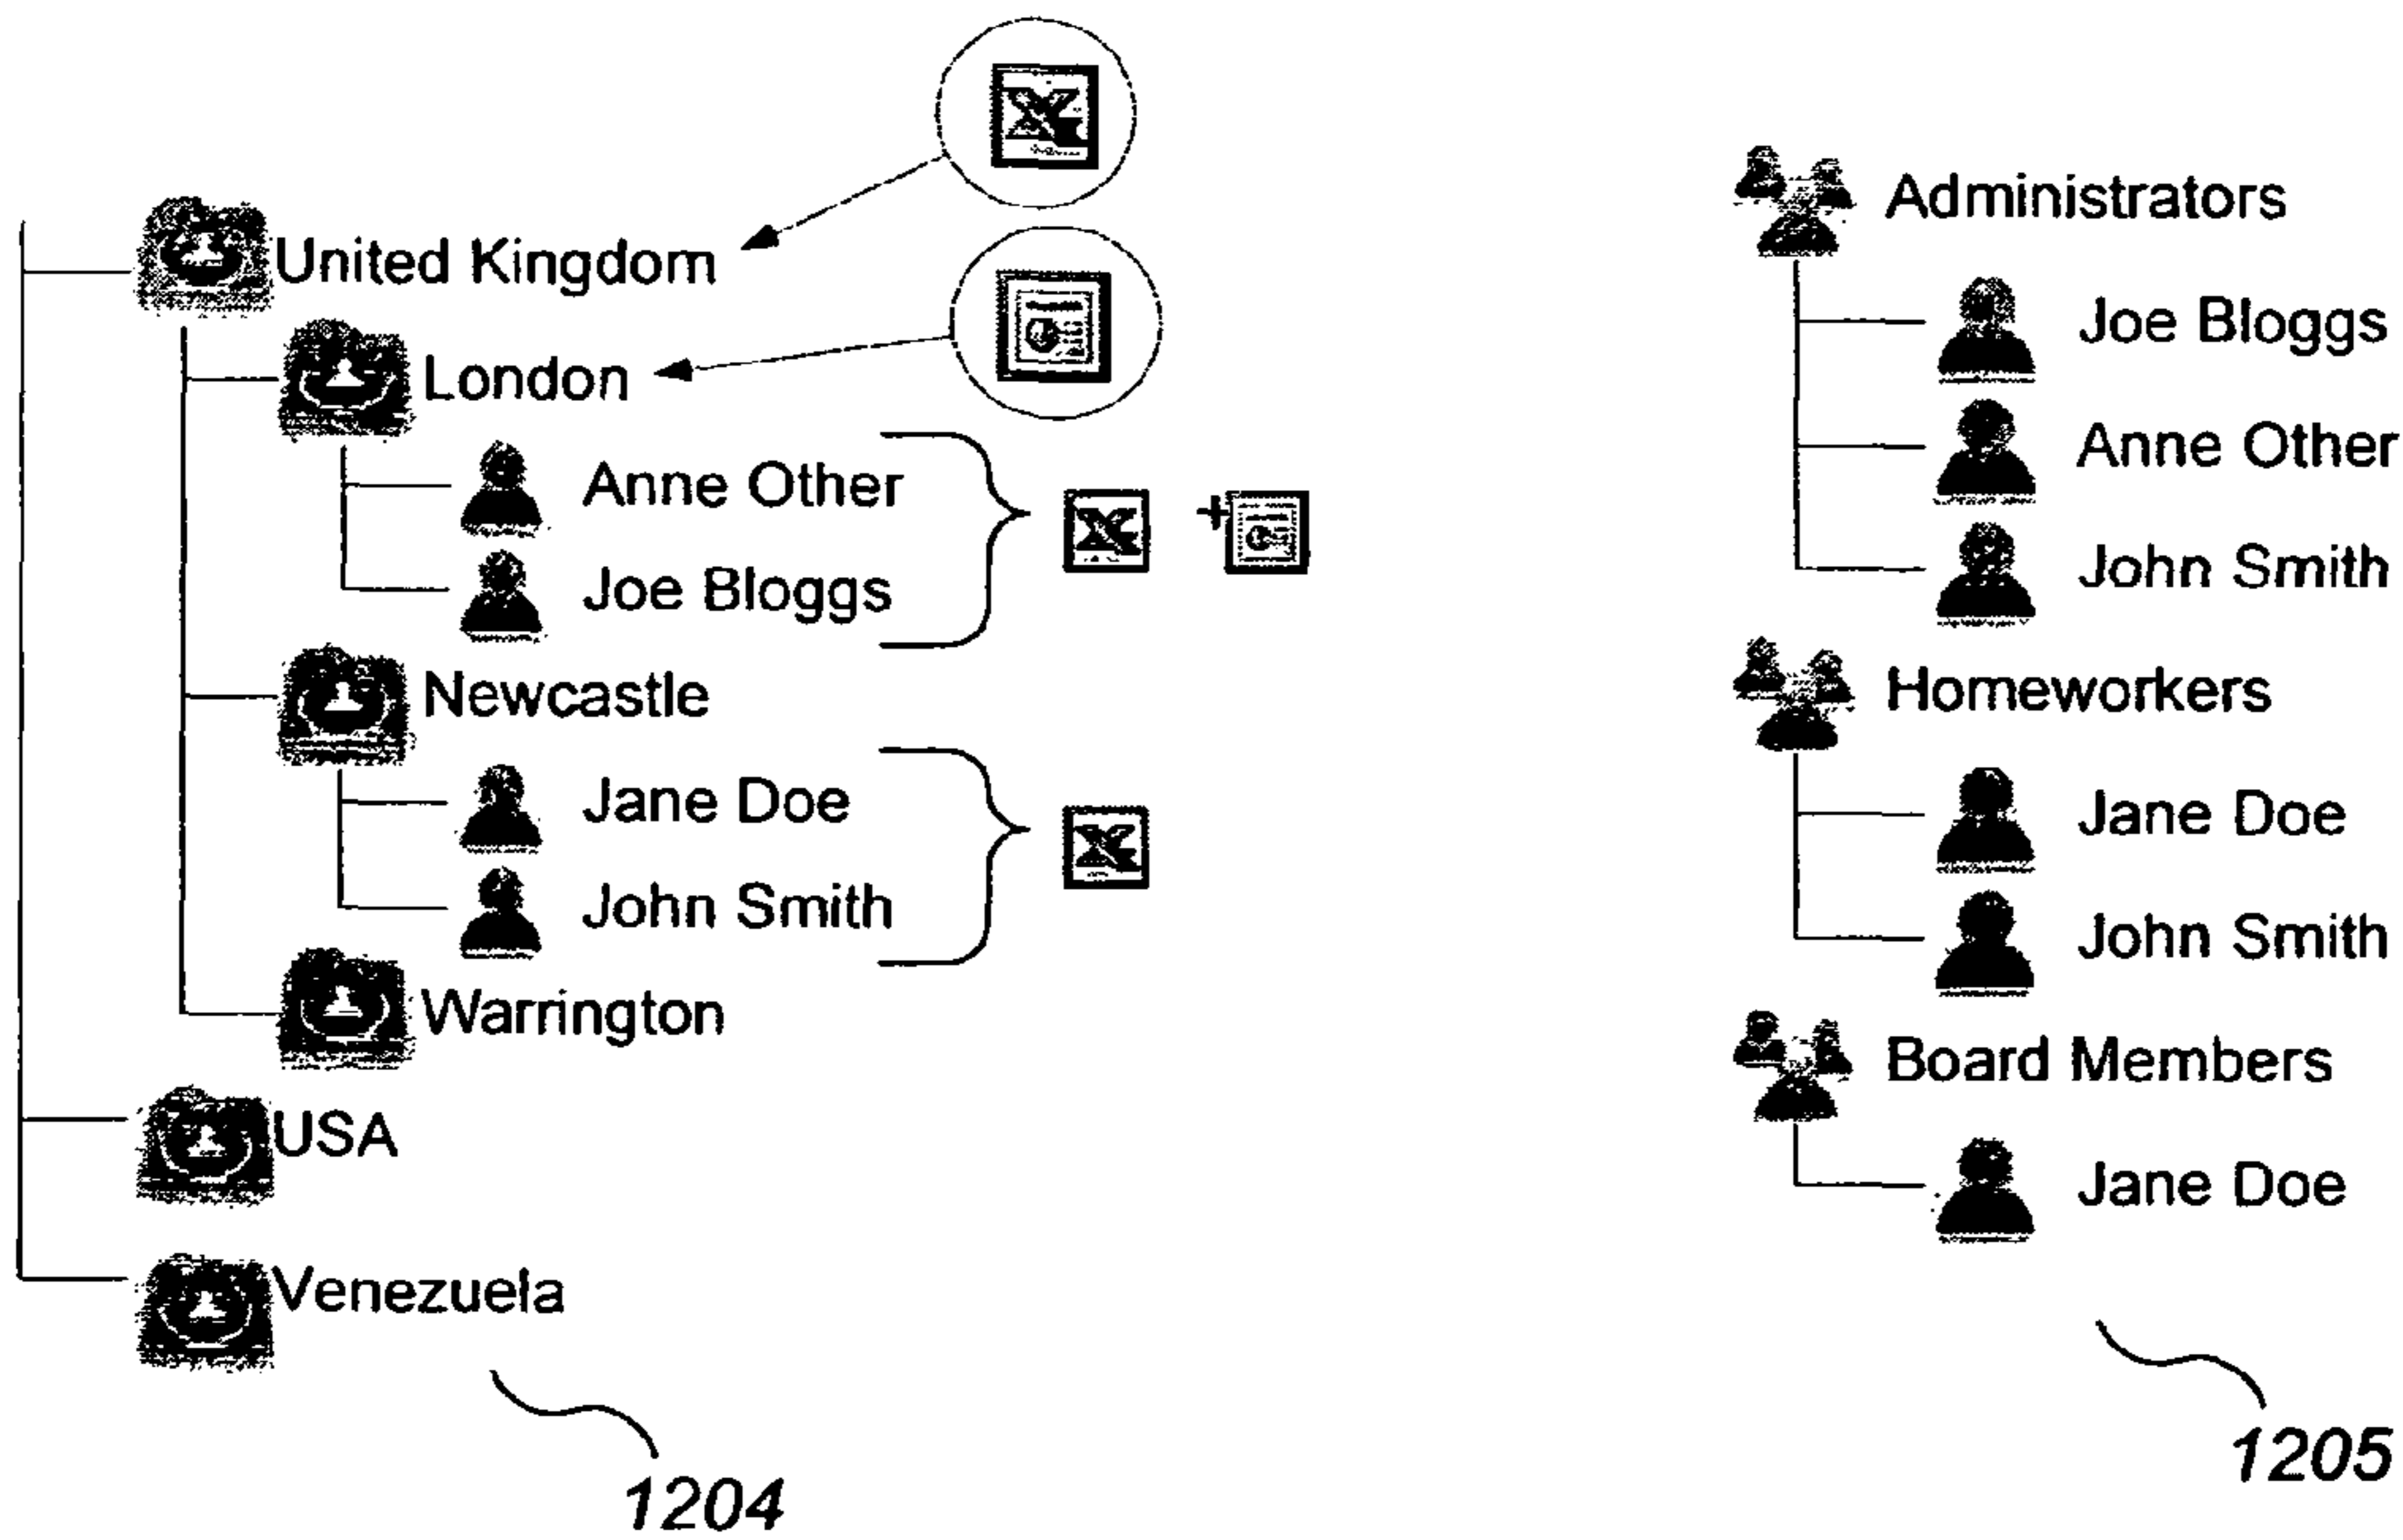 United Kingdom
London
Anne Other
Joe Bloggs
+
Newcastle
Jane Doe
John Smith
Warrington
USA
Venezuela
1204
Administrators
Joe Bloggs
Anne Other
John Smith
Homeworkers
Jane Doe
John Smith
Board Members
Jane Doe
1205